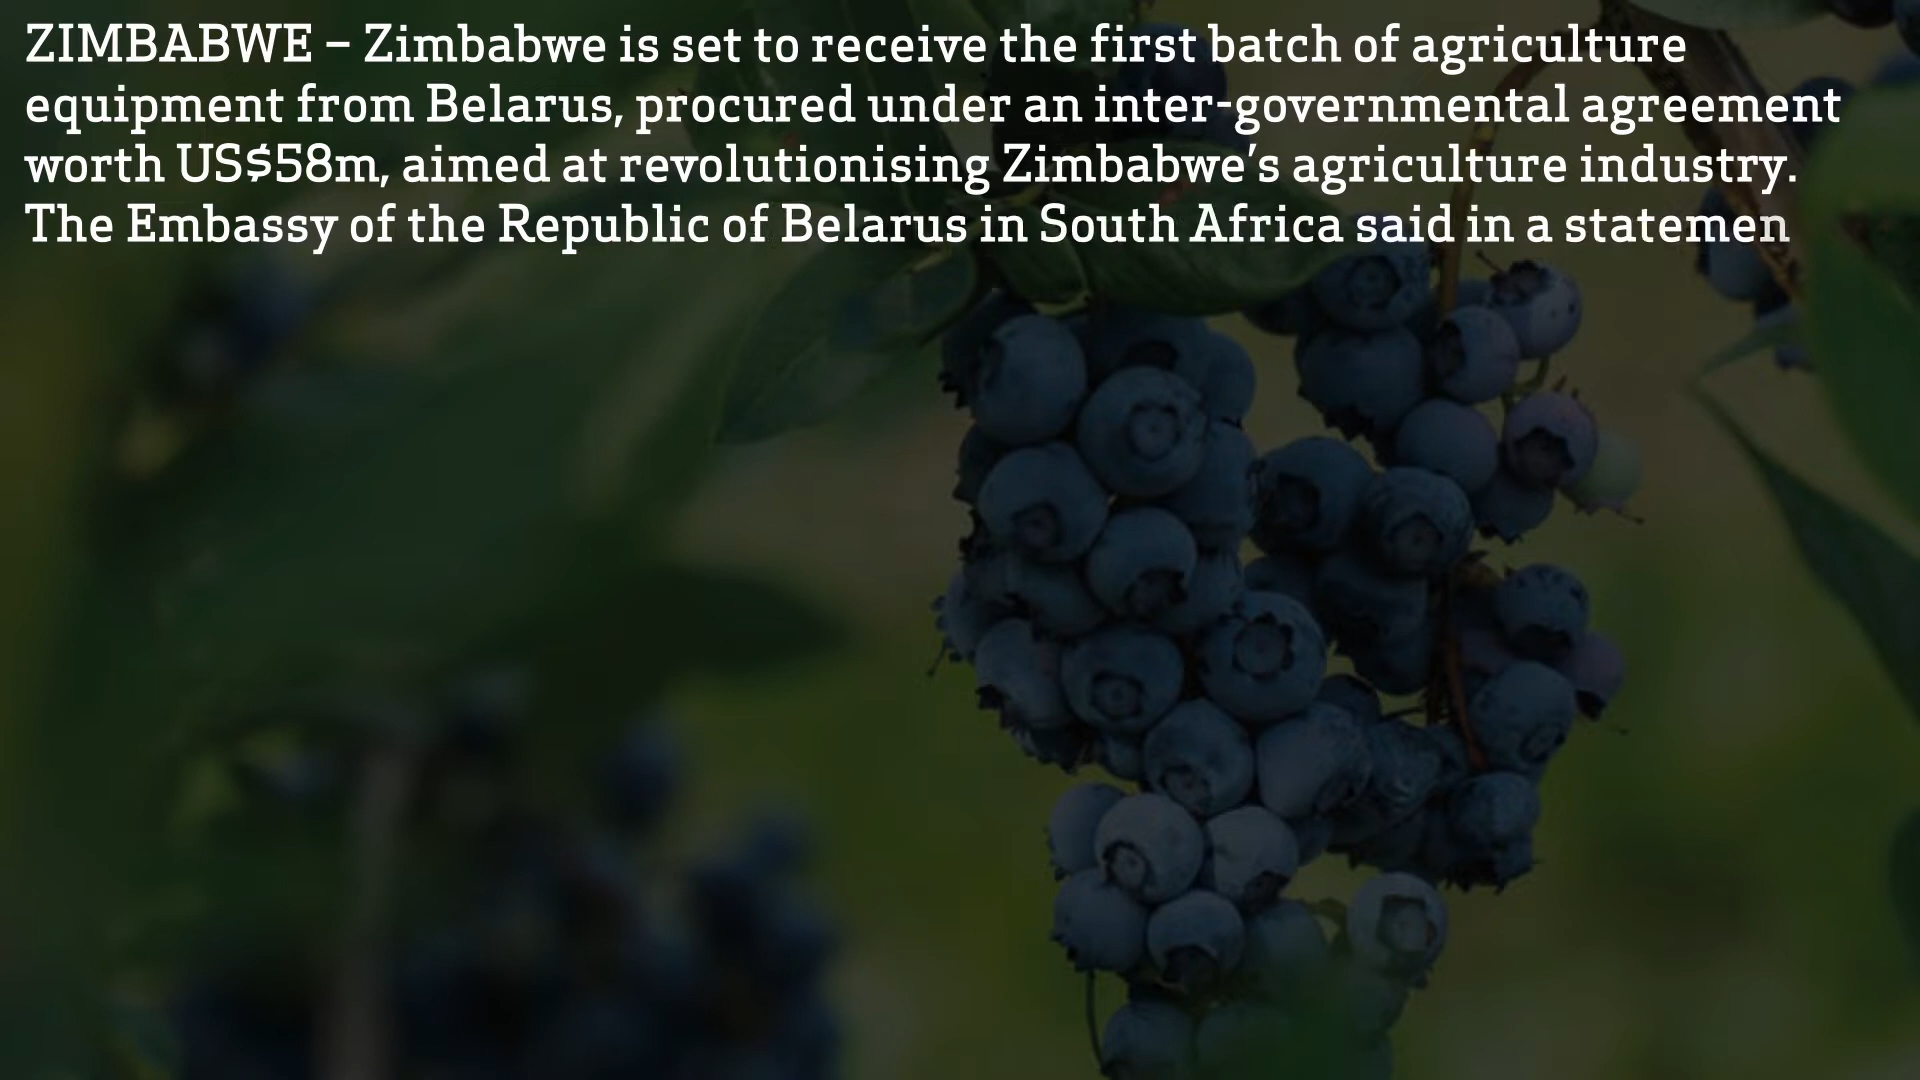 ZIMBABWE – Zimbabwe is set to receive the first batch of agriculture
equipment from Belarus, procured under an inter-governmental agreement
worth US$58m, aimed at revolutionising Zimbabwe’s agriculture industry.
The Embassy of the Republic of Belarus in South Africa said in a statemen